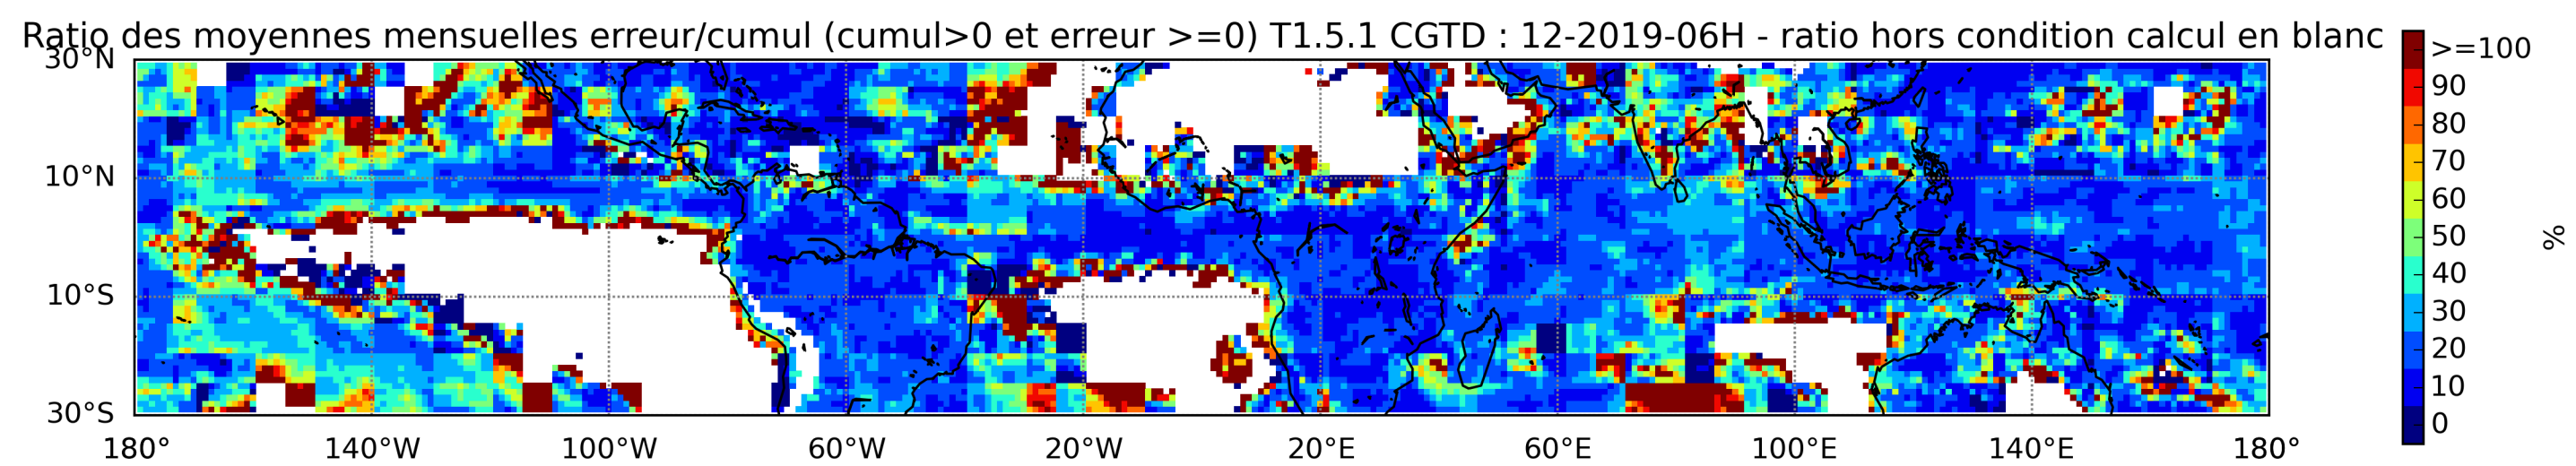 Ratio des moyennes mensuelles erreur/cumul (cumul>0 et erreur >=0) T1.5.1 CGTD : 12-2019-06H - ratio hors condition calcul en blanc
30°N
10°N
10°S
30°S
180° 140°W 100°W 60°W 20°W 20°E 60°E 100°E 140°E 180°
>=100
90
80
70
60
50
40
30
20
10
0
%